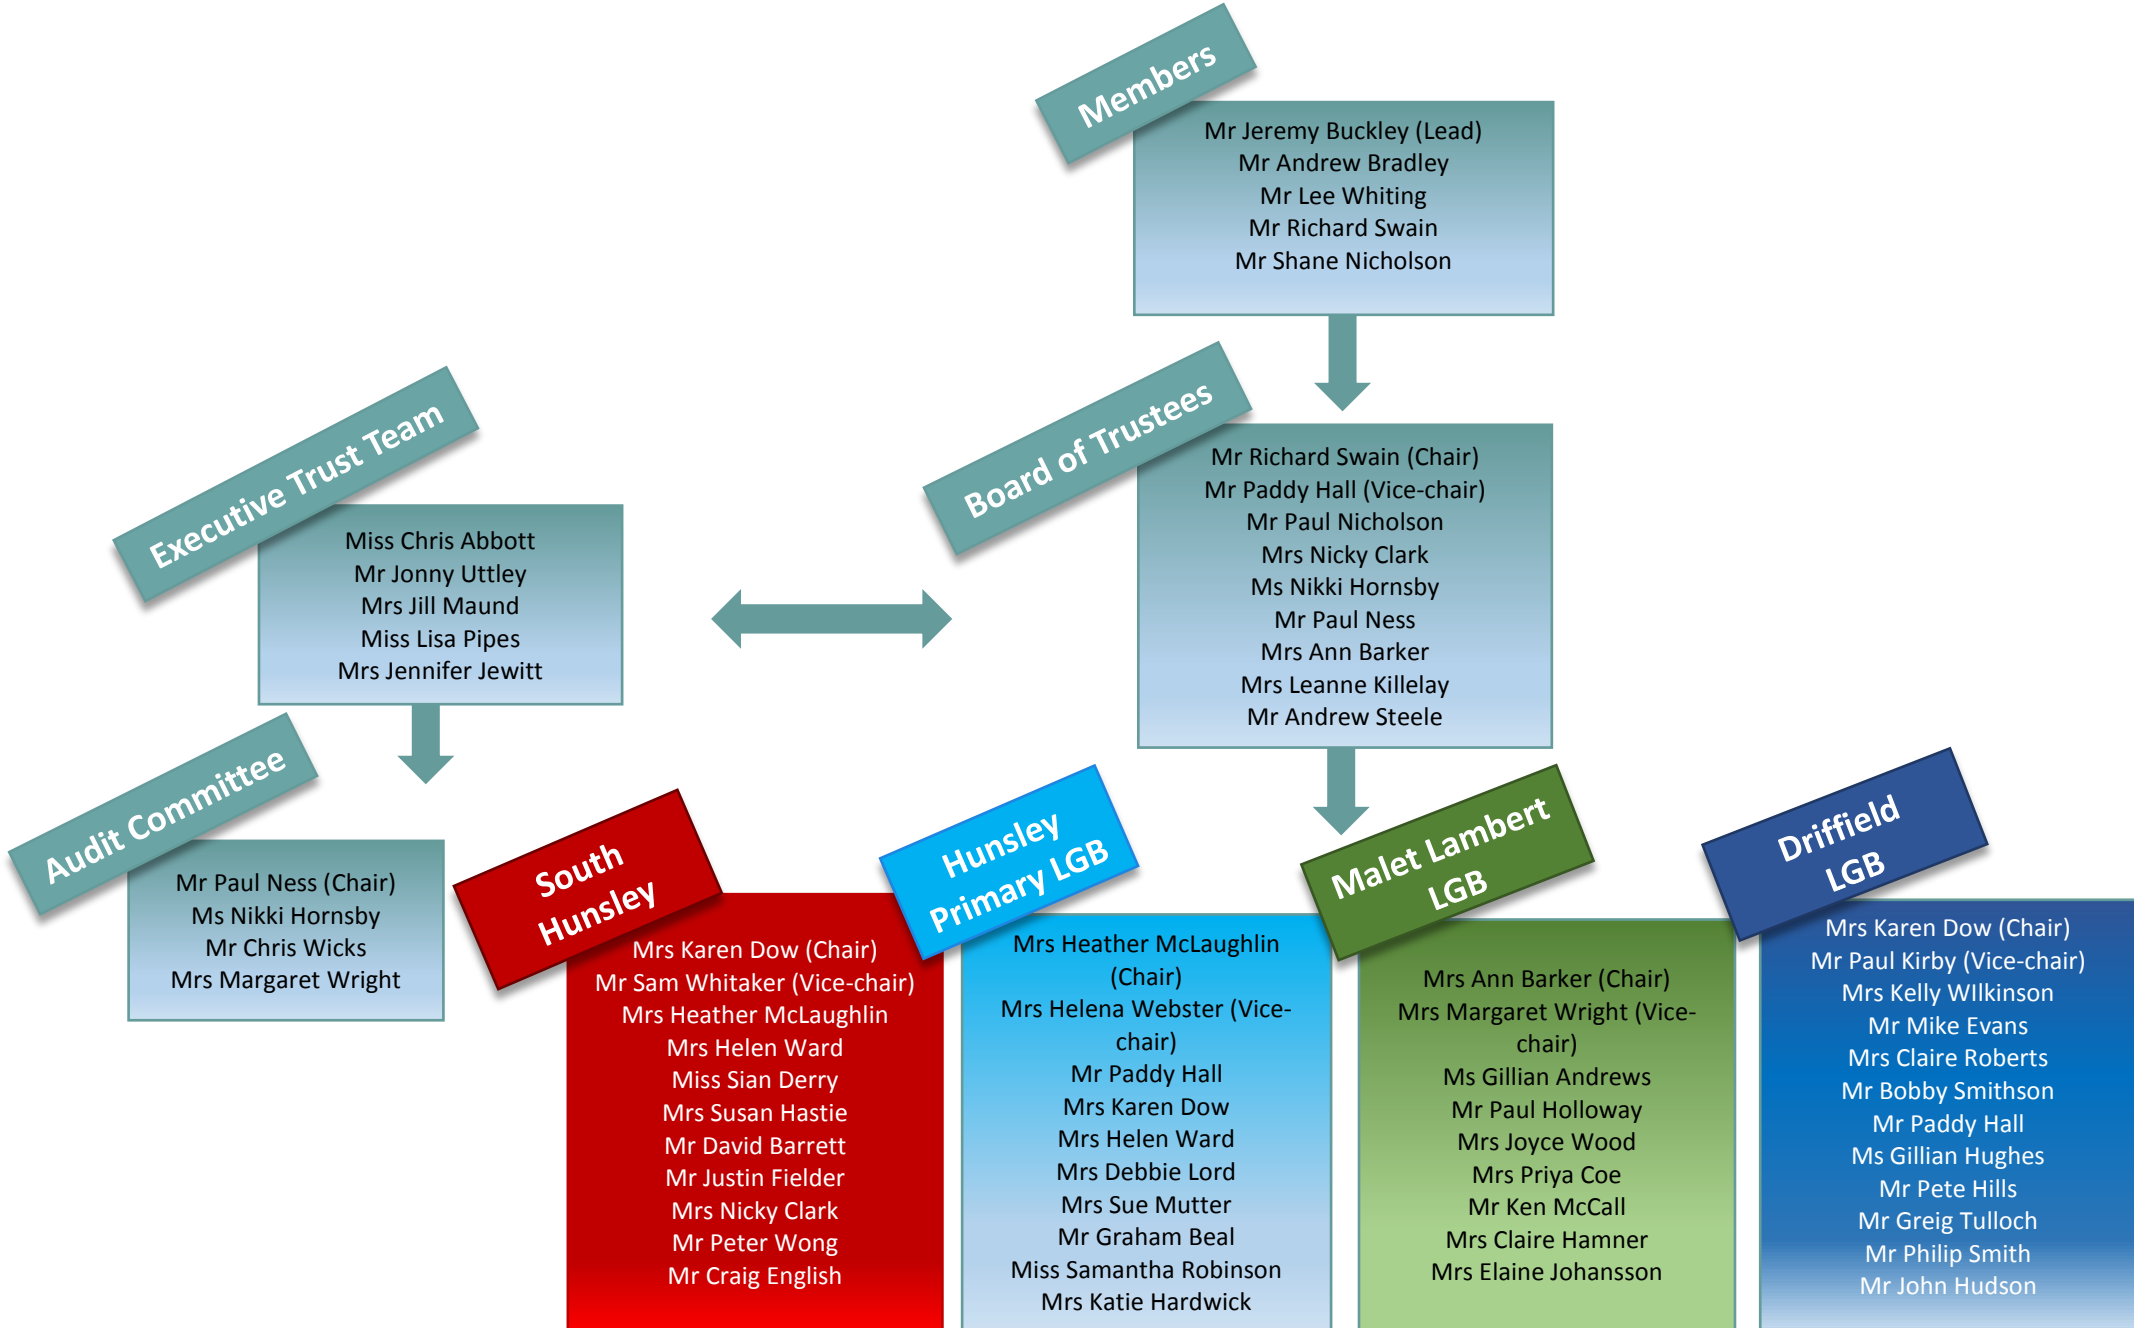 Members
Mr Jeremy Buckley (Lead)
Mr Andrew Bradley
Mr Lee Whiting
Mr Richard Swain
Mr Shane Nicholson
Executive Trust Team
Miss Chris Abbott
Mr Jonny Uttley
Mrs Jill Maund
Miss Lisa Pipes
Mrs Jennifer Jewitt
Board of Trustees
Mr Richard Swain (Chair)
Mr Paddy Hall (Vice-chair)
Mr Paul Nicholson
Mrs Nicky Clark
Ms Nikki Hornsby
Mr Paul Ness
Mrs Ann Barker
Mrs Leanne Killelay
Mr Andrew Steele
Audit Committee
Mr Paul Ness (Chair)
Ms Nikki Hornsby
Mr Chris Wicks
Mrs Margaret Wright
South
Hunsley
Mrs Karen Dow (Chair)
Mr Sam Whitaker (Vice-chair)
Mrs Heather McLaughlin
Mrs Helen Ward
Miss Sian Derry
Mrs Susan Hastie
Mr David Barrett
Mr Justin Fielder
Mrs Nicky Clark
Mr Peter Wong
Mr Craig English
Hunsley
Primary LGB
Mrs Heather McLaughlin
(Chair)
Mrs Helena Webster (Vice-
chair)
Mr Paddy Hall
Mrs Karen Dow
Mrs Helen Ward
Mrs Debbie Lord
Mrs Sue Mutter
Mr Graham Beal
Miss Samantha Robinson
Mrs Katie Hardwick
Malet Lambert
LGB
Mrs Ann Barker (Chair)
Mrs Margaret Wright (Vice-
chair)
Ms Gillian Andrews
Mr Paul Holloway
Mrs Joyce Wood
Mrs Priya Coe
Mr Ken McCall
Mrs Claire Hamner
Mrs Elaine Johansson
Driffield
LGB
Mrs Karen Dow (Chair)
Mr Paul Kirby (Vice-chair)
Mrs Kelly WIlkinson
Mr Mike Evans
Mrs Claire Roberts
Mr Bobby Smithson
Mr Paddy Hall
Ms Gillian Hughes
Mr Pete Hills
Mr Greig Tulloch
Mr Philip Smith
Mr John Hudson